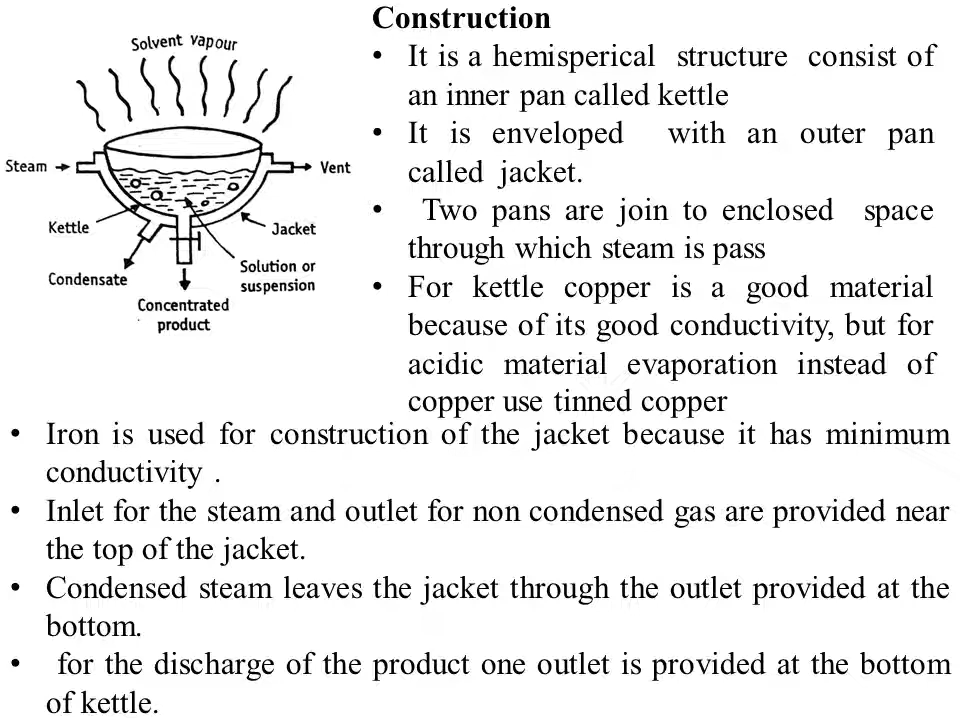 Solvent vapour
Steam
Vent
Kettle
Jacket
Condensate
Solution or
suspension
Concentrated
product
Construction
• It is a hemisperical structure consist of
an inner pan called kettle
• It is enveloped with an outer pan
called jacket.
• Two pans are join to enclosed space
through which steam is pass
• For kettle copper is a good material
because of its good conductivity, but for
acidic material evaporation instead of
copper use tinned copper
• Iron is used for construction of the jacket because it has minimum
conductivity .
• Inlet for the steam and outlet for non condensed gas are provided near
the top of the jacket.
• Condensed steam leaves the jacket through the outlet provided at the
bottom.
• for the discharge of the product one outlet is provided at the bottom
of kettle.